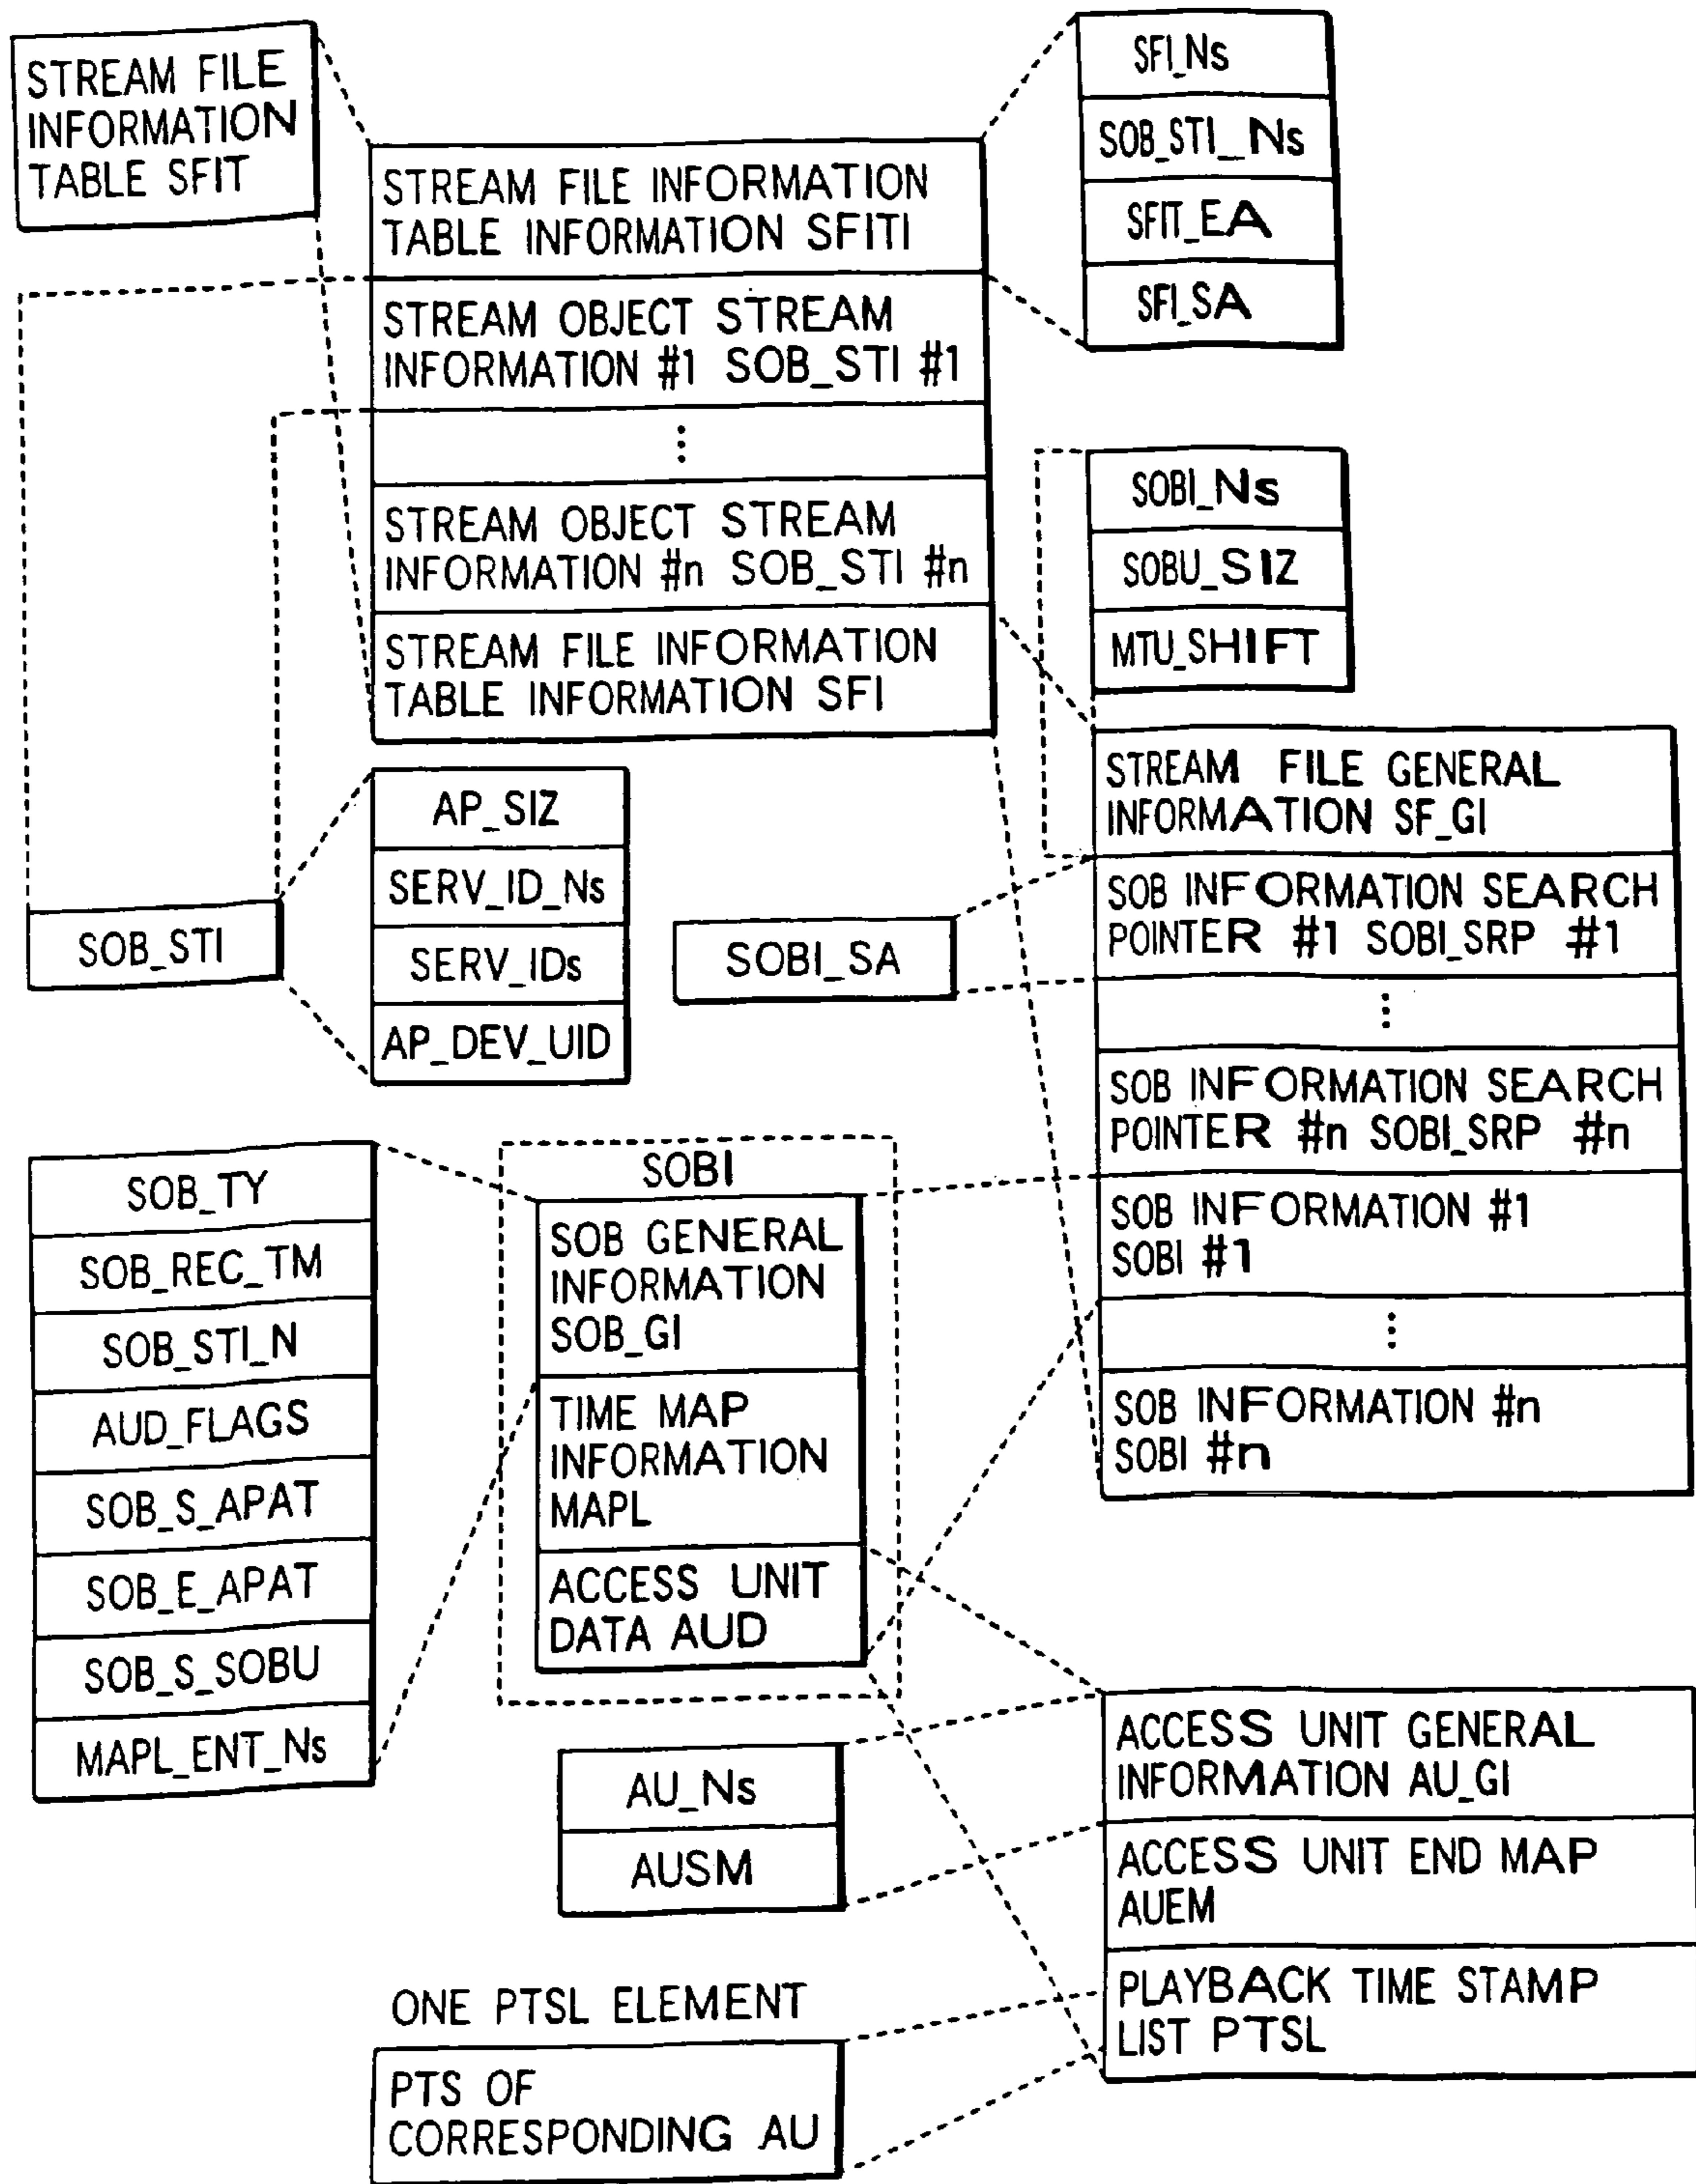 STREAM FILE
INFORMATION
TABLE SFIT
STREAM FILE INFORMATION
TABLE INFORMATION SFITI
STREAM OBJECT STREAM
INFORMATION #1 SOB_STI #1
⋮
STREAM OBJECT STREAM
INFORMATION #n SOB_STI #n
STREAM FILE INFORMATION
TABLE INFORMATION SFI
SFI_Ns
SOB_STI_Ns
SFIT_EA
SFI_SA
SOBI_Ns
SOBU_SIZ
MTU_SHIFT
STREAM FILE GENERAL
INFORMATION SF_GI
SOB INFORMATION SEARCH
POINTER #1 SOBI_SRP #1
⋮
SOB INFORMATION SEARCH
POINTER #n SOBI_SRP #n
SOB INFORMATION #1
SOBI #1
⋮
SOB INFORMATION #n
SOBI #n
SOB_STI
AP_SIZ
SERV_ID_Ns
SERV_IDs
AP_DEV_UID
SOBI_SA
SOB_TY
SOB_REC_TM
SOB_STI_N
AUD_FLAGS
SOB_S_APAT
SOB_E_APAT
SOB_S_SOBU
MAPL_ENT_Ns
SOBI
SOB GENERAL
INFORMATION
SOB_GI
TIME MAP
INFORMATION
MAPL
ACCESS UNIT
DATA AUD
AU_Ns
AUSM
ACCESS UNIT GENERAL
INFORMATION AU_GI
ACCESS UNIT END MAP
AUEM
PLAYBACK TIME STAMP
LIST PTSL
ONE PTSL ELEMENT
PTS OF
CORRESPONDING AU